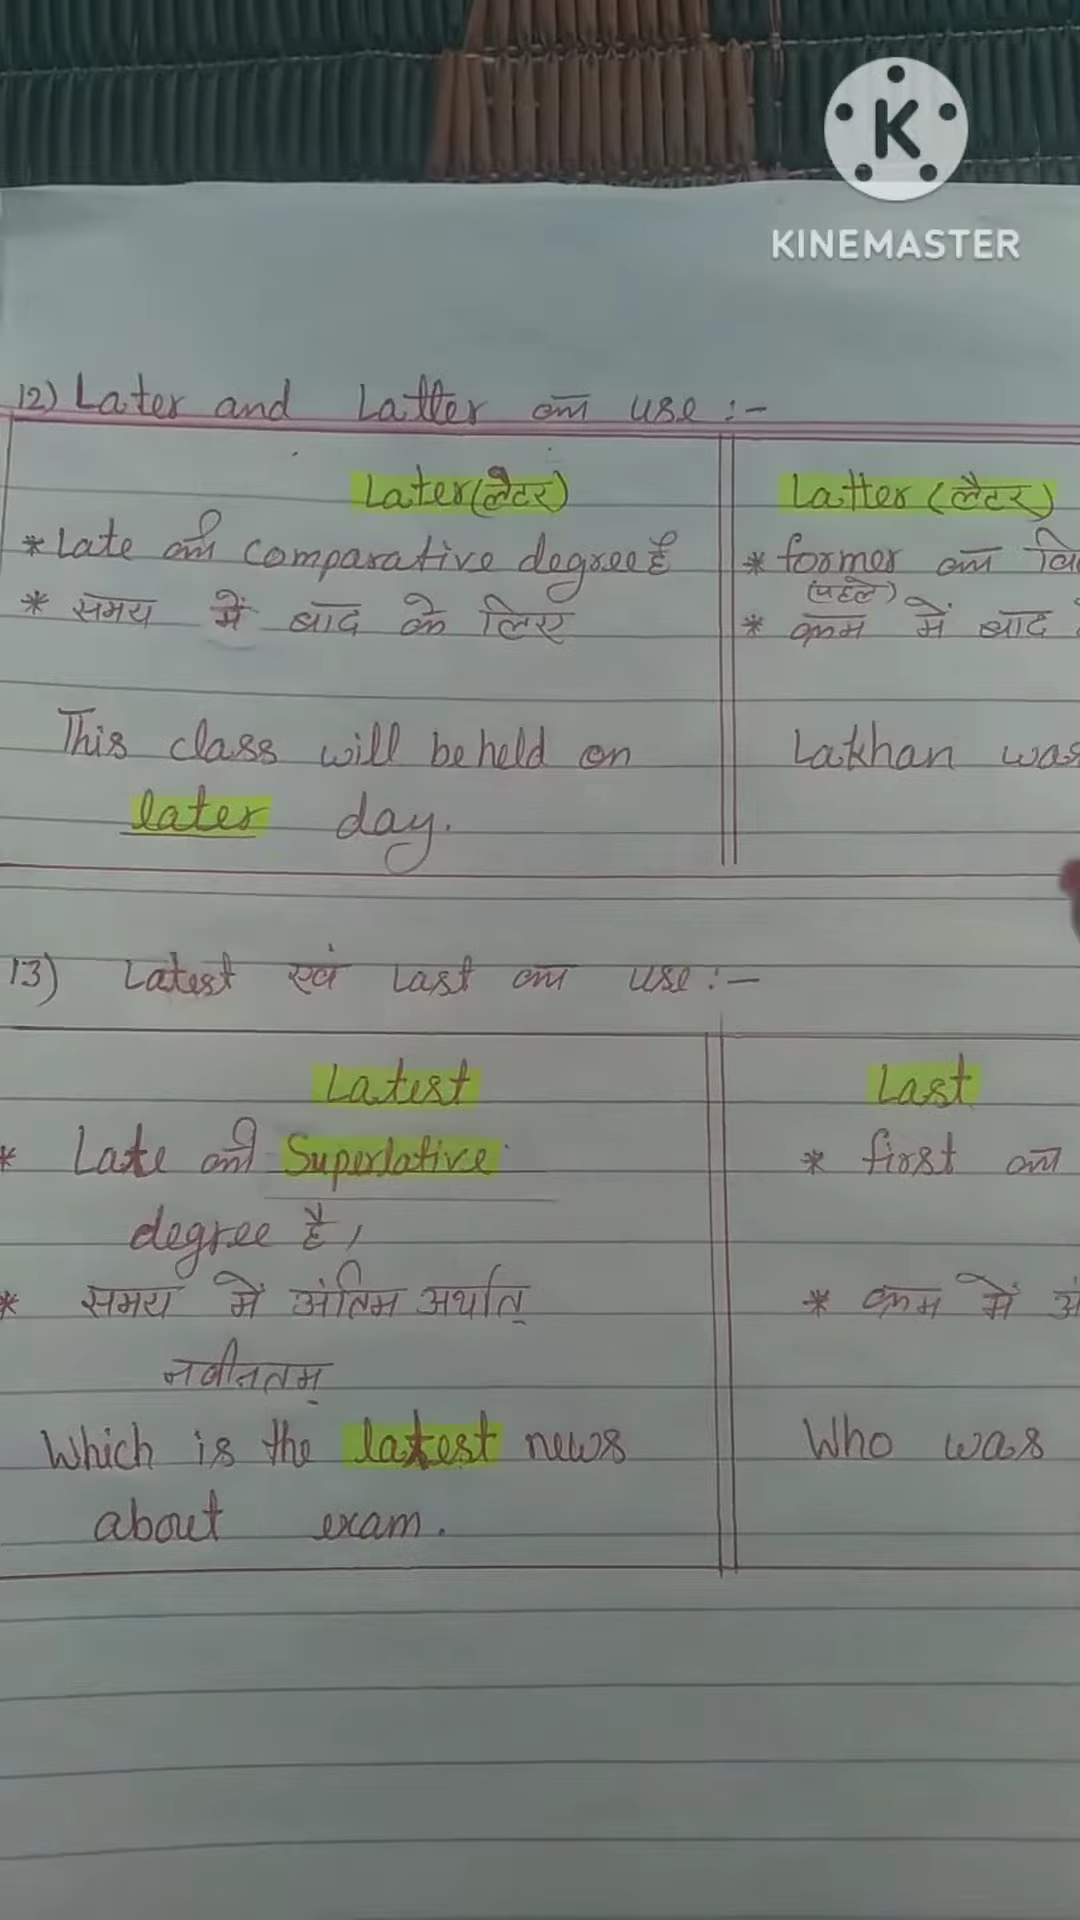 KINEMASTER
12) Later and Latter का use :-
Later (लेटर)
* Late की comparative degree है
* समय में बाद के लिए
This class will be held on
later day.
Latter (लैटर)
* former का वि
(पहले)
* क्रम में बाद
Lakhan was
13) Latest एवं Last का use :-
Latest
* Late की Superlative
degree है,
* समय में अंतिम अर्थात्
नवीनतम्
Which is the latest news
about exam.
Last
* first का
* क्रम में अं
Who was